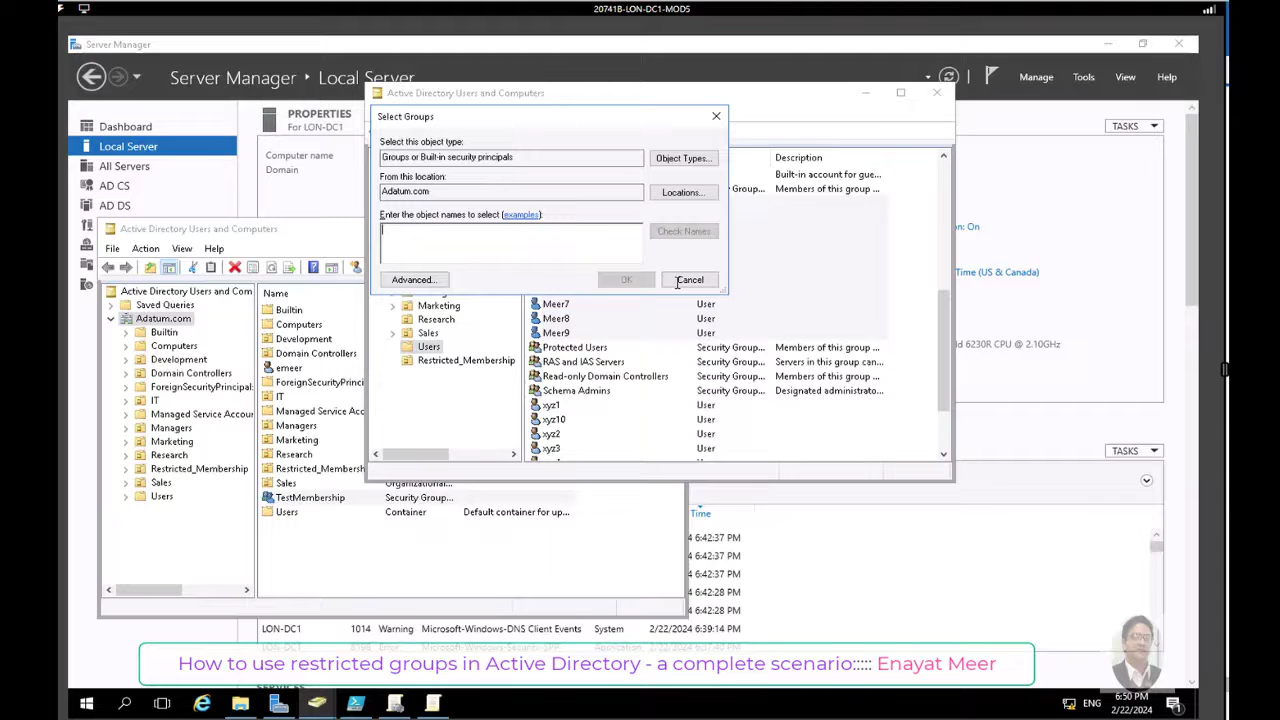 20741B-LON-DC1-MOD5
Server Manager
Server Manager • Local Server
Manage Tools View Help
Dashboard
Local Server
All Servers
AD CS
AD DS
PROPERTIES
For LON-DC1
TASKS
Computer name
Domain
on: On
Time (US & Canada)
ld 6230R CPU @ 2.10GHz
TASKS
Time
4 6:42:37 PM
4 6:42:37 PM
4 6:42:37 PM
4 6:42:28 PM
4 6:42:28 PM
LON-DC1 1014 Warning Microsoft-Windows-DNS Client Events System 2/22/2024 6:39:14 PM
Active Directory Users and Computers
Select Groups
Select this object type:
Groups or Built-in security principals
Object Types...
From this location:
Adatum.com
Locations...
Enter the object names to select (examples):
Check Names
Advanced...
OK
Cancel
Description
Built-in account for gue...
Members of this group ...
Marketing
Research
Sales
Users
Restricted_Membership
Meer7 User
Meer8 User
Meer9 User
Protected Users Security Group... Members of this group ...
RAS and IAS Servers Security Group... Servers in this group can...
Read-only Domain Controllers Security Group... Members of this group ...
Schema Admins Security Group... Designated administrato...
xyz1 User
xyz10 User
xyz2 User
xyz3 User
Active Directory Users and Computers
File Action View Help
Active Directory Users and Com
Saved Queries
Adatum.com
Builtin
Computers
Development
Domain Controllers
ForeignSecurityPrincipal:
IT
Managed Service Accour
Managers
Marketing
Research
Restricted_Membership
Sales
Users
Name
Builtin
Computers
Development
Domain Controllers
emeer
ForeignSecurityPrinci
IT
Managed Service Acc
Managers
Marketing
Research
Restricted_Membersh
Sales
TestMembership Security Group...
Users Container Default container for up...
How to use restricted groups in Active Directory - a complete scenario::::: Enayat Meer
ENG
6:50 PM
2/22/2024
1